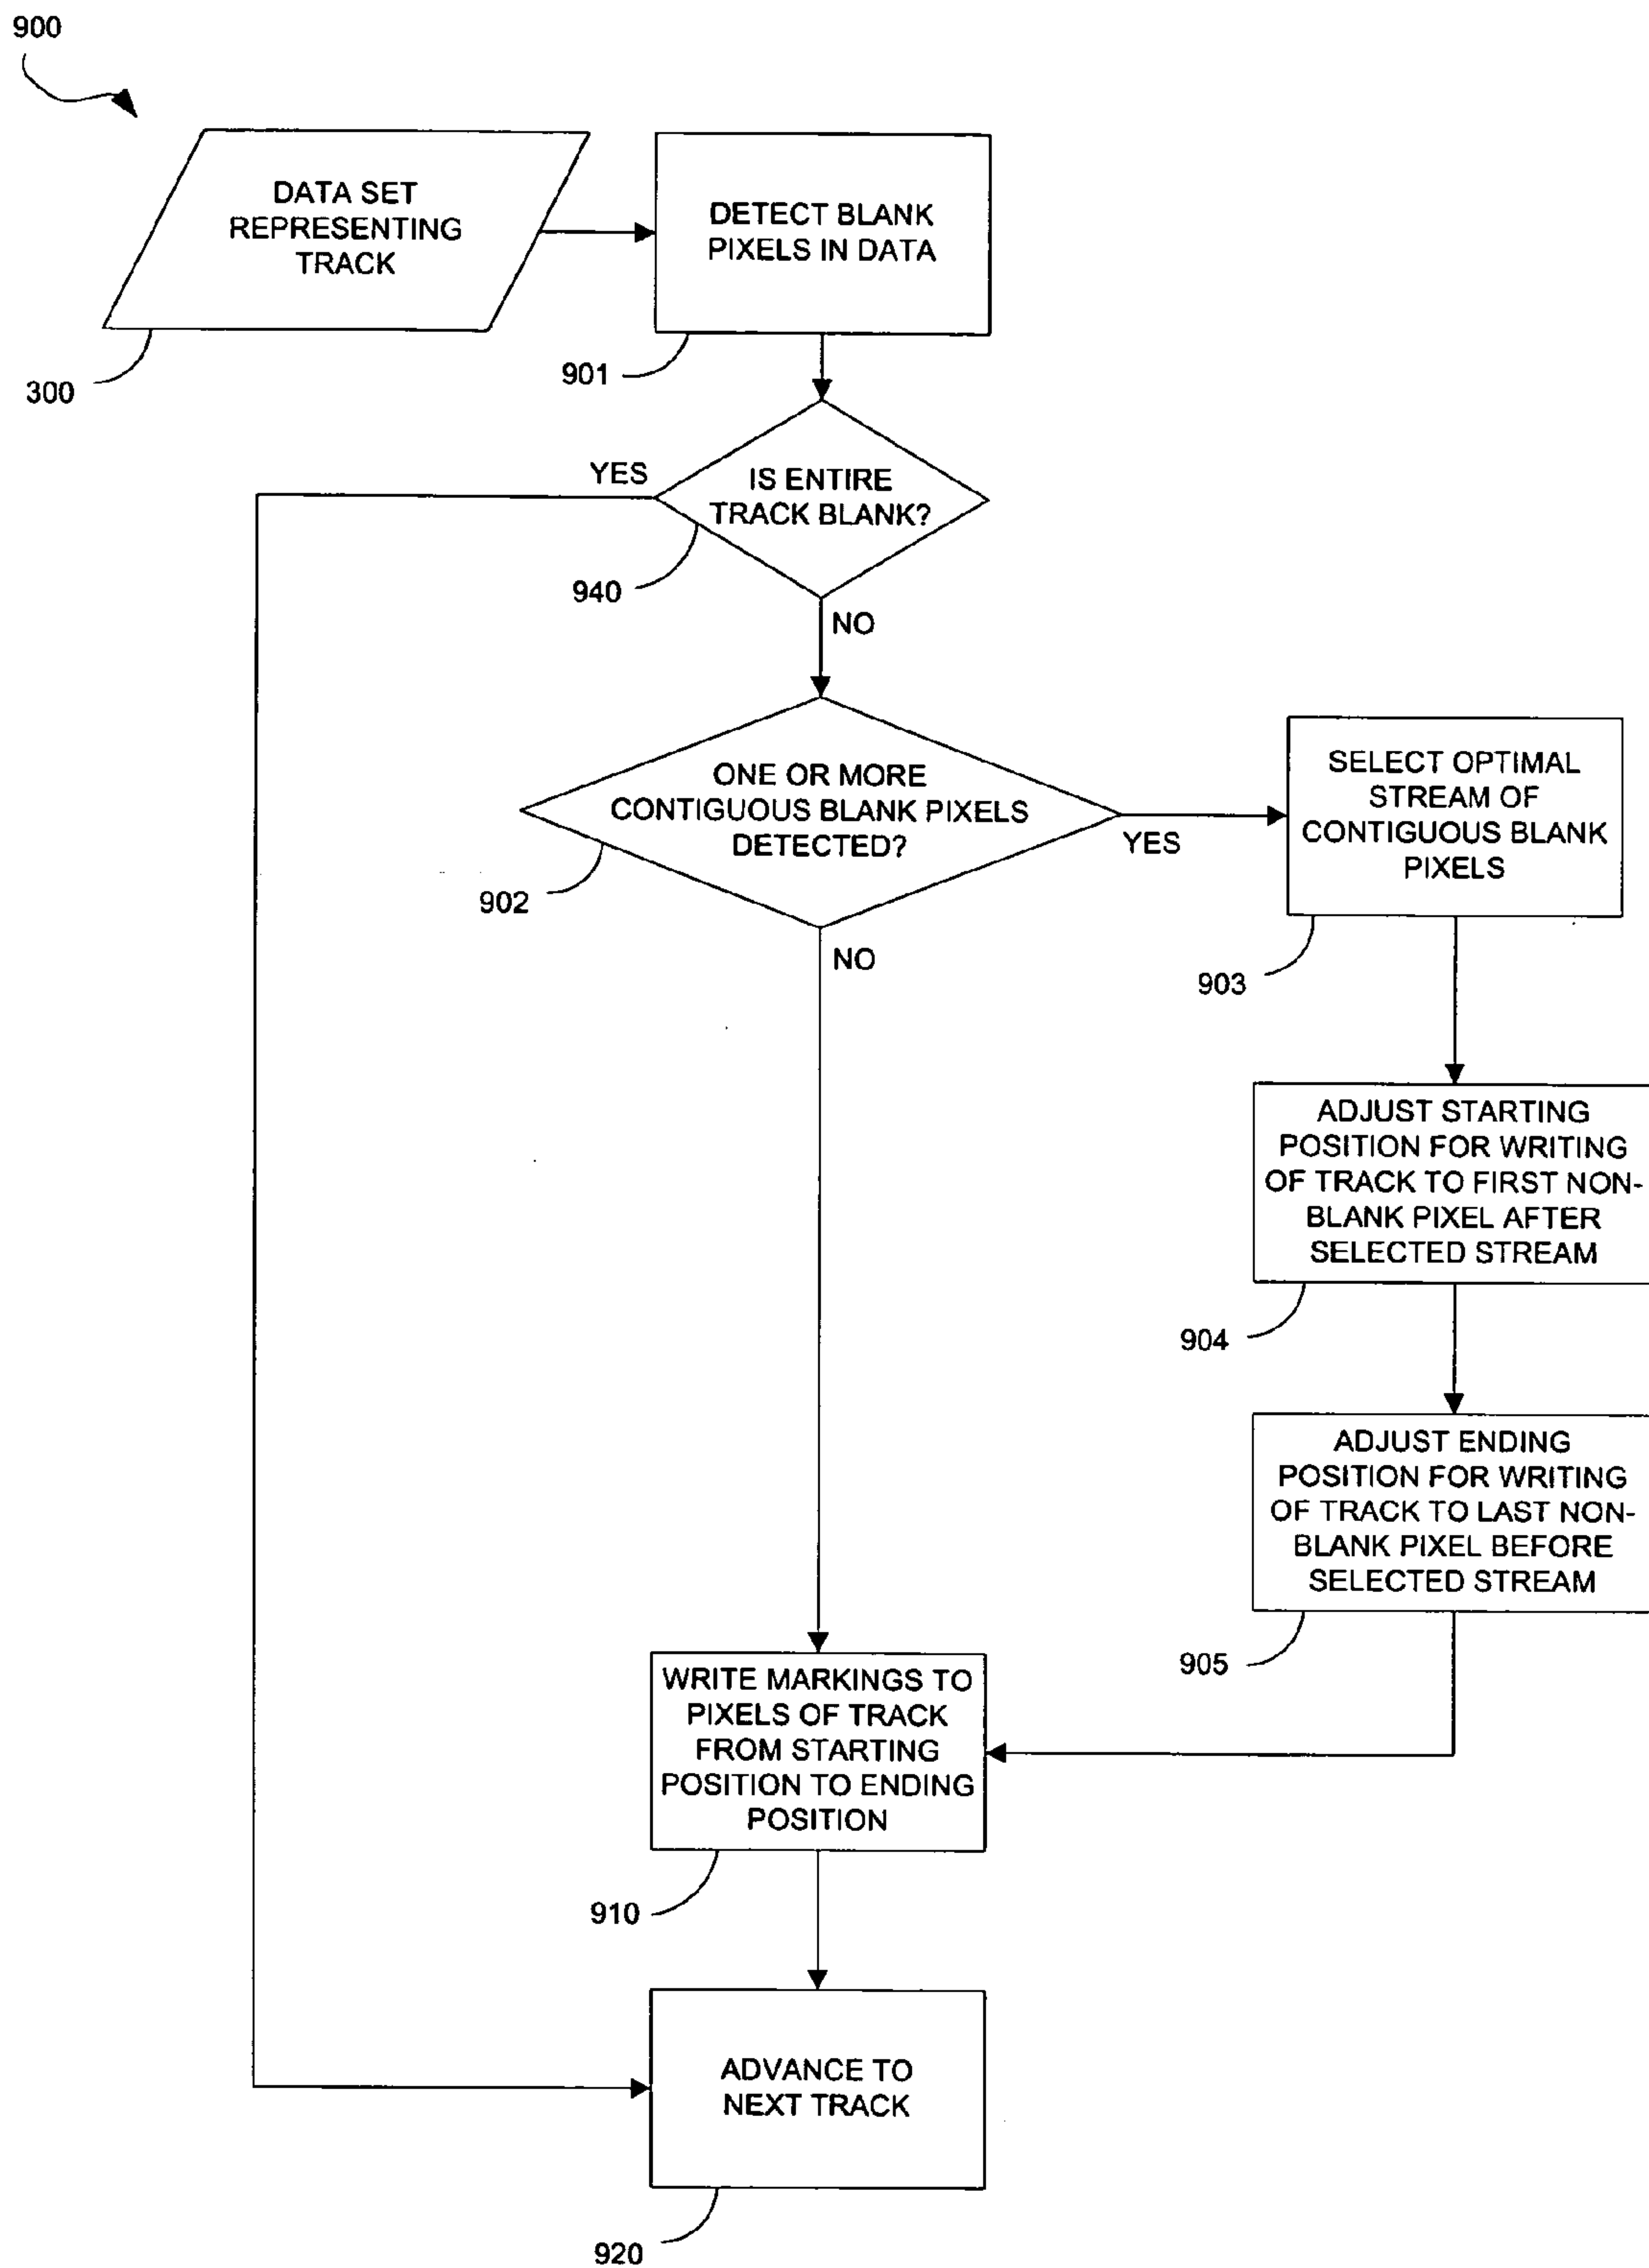 900
DATA SET
REPRESENTING
TRACK
300
DETECT BLANK
PIXELS IN DATA
901
IS ENTIRE
TRACK BLANK?
YES
940
NO
ONE OR MORE
CONTIGUOUS BLANK PIXELS
DETECTED?
YES
902
NO
SELECT OPTIMAL
STREAM OF
CONTIGUOUS BLANK
PIXELS
903
ADJUST STARTING
POSITION FOR WRITING
OF TRACK TO FIRST NON-
BLANK PIXEL AFTER
SELECTED STREAM
904
ADJUST ENDING
POSITION FOR WRITING
OF TRACK TO LAST NON-
BLANK PIXEL BEFORE
SELECTED STREAM
905
WRITE MARKINGS TO
PIXELS OF TRACK
FROM STARTING
POSITION TO ENDING
POSITION
910
ADVANCE TO
NEXT TRACK
920